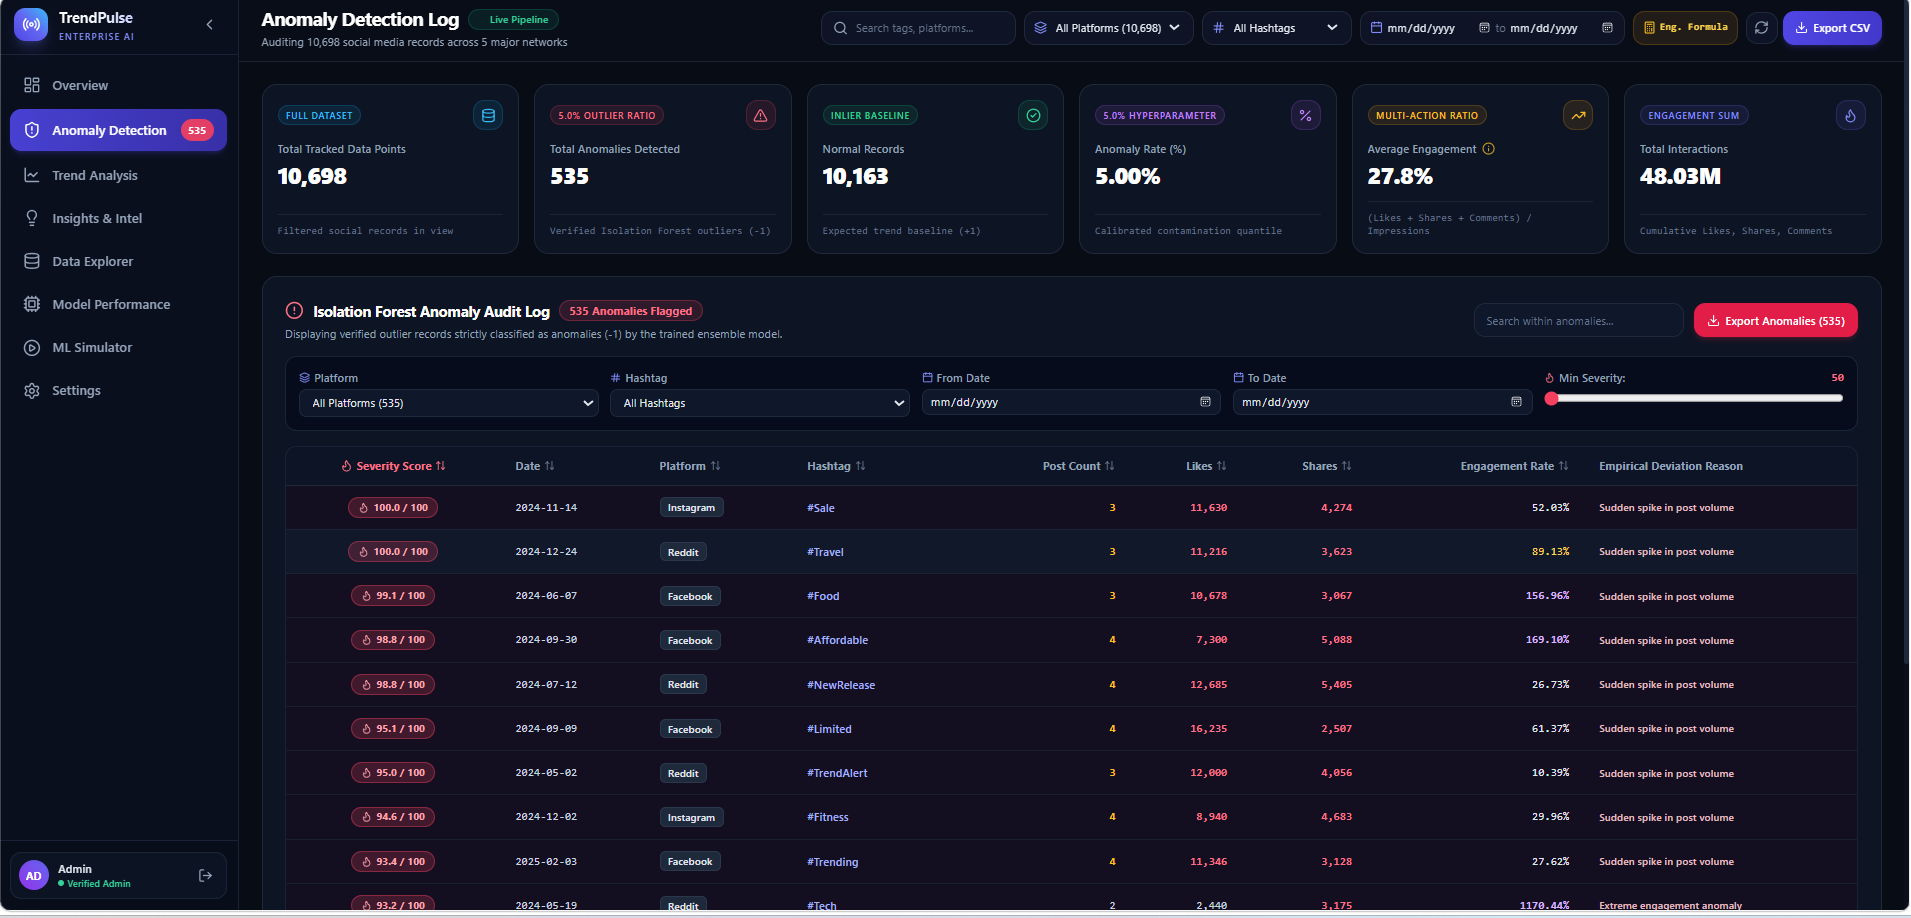 TrendPulse
ENTERPRISE AI
Overview
Anomaly Detection 535
Trend Analysis
Insights & Intel
Data Explorer
Model Performance
ML Simulator
Settings
AD
Admin
Verified Admin
Anomaly Detection Log
Live Pipeline
Auditing 10,698 social media records across 5 major networks
Search tags, platforms...
All Platforms (10,698)
All Hashtags
mm/dd/yyyy to mm/dd/yyyy
Eng. Formula
Export CSV
FULL DATASET
Total Tracked Data Points
10,698
Filtered social records in view
5.0% OUTLIER RATIO
Total Anomalies Detected
535
Verified Isolation Forest outliers (-1)
INLIER BASELINE
Normal Records
10,163
Expected trend baseline (+1)
5.0% HYPERPARAMETER
Anomaly Rate (%)
5.00%
Calibrated contamination quantile
MULTI-ACTION RATIO
Average Engagement
27.8%
(Likes + Shares + Comments) /
Impressions
ENGAGEMENT SUM
Total Interactions
48.03M
Cumulative Likes, Shares, Comments
Isolation Forest Anomaly Audit Log
535 Anomalies Flagged
Displaying verified outlier records strictly classified as anomalies (-1) by the trained ensemble model.
Search within anomalies...
Export Anomalies (535)
Platform
All Platforms (535)
Hashtag
All Hashtags
From Date
mm/dd/yyyy
To Date
mm/dd/yyyy
Min Severity: 50
Severity Score Date Platform Hashtag Post Count Likes Shares Engagement Rate Empirical Deviation Reason
100.0 / 100 2024-11-14 Instagram #Sale 3 11,630 4,274 52.03% Sudden spike in post volume
100.0 / 100 2024-12-24 Reddit #Travel 3 11,216 3,623 89.13% Sudden spike in post volume
99.1 / 100 2024-06-07 Facebook #Food 3 10,678 3,067 156.96% Sudden spike in post volume
98.8 / 100 2024-09-30 Facebook #Affordable 4 7,300 5,088 169.10% Sudden spike in post volume
98.8 / 100 2024-07-12 Reddit #NewRelease 4 12,685 5,405 26.73% Sudden spike in post volume
95.1 / 100 2024-09-09 Facebook #Limited 4 16,235 2,507 61.37% Sudden spike in post volume
95.0 / 100 2024-05-02 Reddit #TrendAlert 3 12,000 4,056 10.39% Sudden spike in post volume
94.6 / 100 2024-12-02 Instagram #Fitness 4 8,940 4,683 29.96% Sudden spike in post volume
93.4 / 100 2025-02-03 Facebook #Trending 4 11,346 3,128 27.62% Sudden spike in post volume
93.2 / 100 2024-05-19 Reddit #Tech 2 2,440 3,175 1170.44% Extreme engagement anomaly